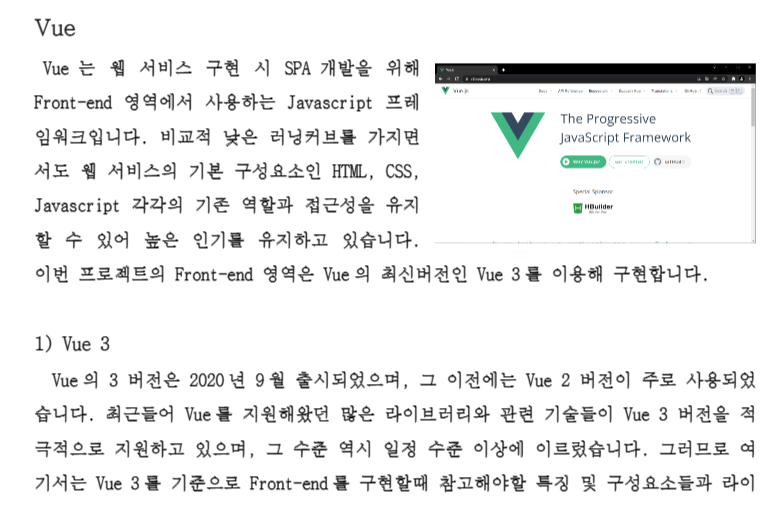 Vue
Vue 는 웹 서비스 구현 시 SPA 개발을 위해
Front-end 영역에서 사용하는 Javascript 프레
임워크입니다. 비교적 낮은 러닝커브를 가지면
서도 웹 서비스의 기본 구성요소인 HTML, CSS,
Javascript 각각의 기존 역할과 접근성을 유지
할 수 있어 높은 인기를 유지하고 있습니다.
Vue.js
The Progressive
JavaScript Framework
Special Sponsor
HBuilder
이번 프로젝트의 Front-end 영역은 Vue 의 최신버전인 Vue 3 를 이용해 구현합니다.
1) Vue 3
Vue 의 3 버전은 2020 년 9 월 출시되었으며, 그 이전에는 Vue 2 버전이 주로 사용되었
습니다. 최근들어 Vue 를 지원해왔던 많은 라이브러리와 관련 기술들이 Vue 3 버전을 적
극적으로 지원하고 있으며, 그 수준 역시 일정 수준 이상에 이르렀습니다. 그러므로 여
기서는 Vue 3 를 기준으로 Front-end 를 구현할때 참고해야할 특징 및 구성요소들과 라이